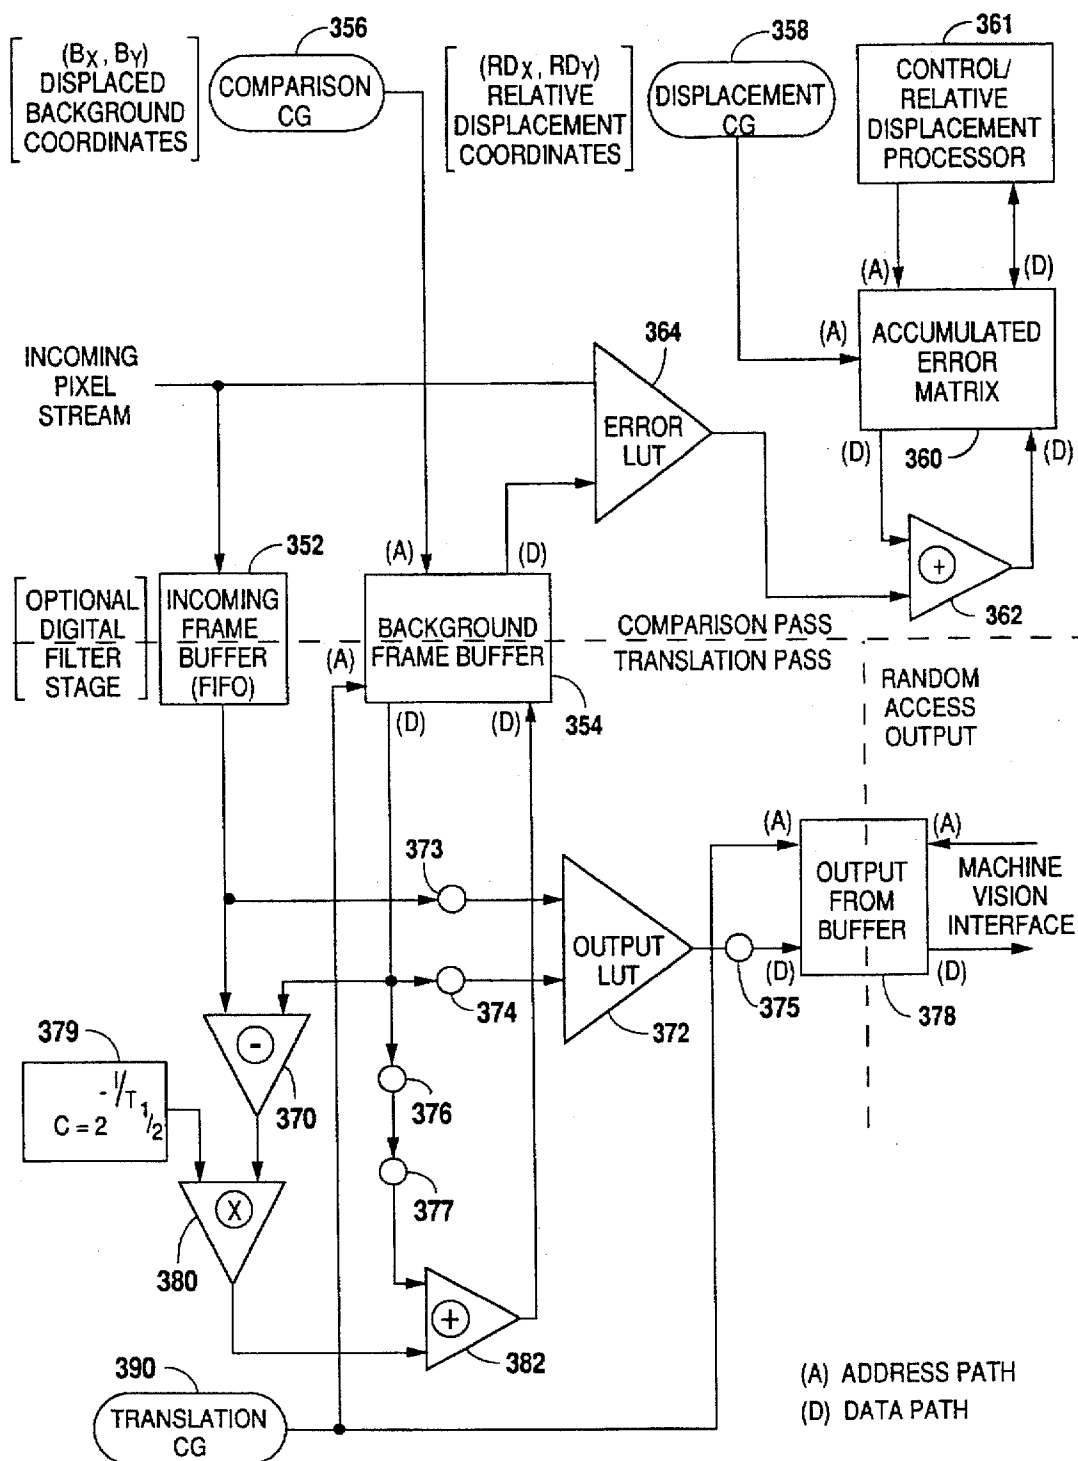 356
358
361
(BX, BY)
DISPLACED
BACKGROUND
COORDINATES
COMPARISON
CG
(RDX, RDY)
RELATIVE
DISPLACEMENT
COORDINATES
DISPLACEMENT
CG
CONTROL/
RELATIVE
DISPLACEMENT
PROCESSOR
(A)
(D)
(A)
ACCUMULATED
ERROR
MATRIX
364
INCOMING
PIXEL
STREAM
ERROR
LUT
(D)
360
(D)
352
(A)
(D)
+
362
OPTIONAL
DIGITAL
FILTER
STAGE
INCOMING
FRAME
BUFFER
(FIFO)
BACKGROUND
FRAME BUFFER
COMPARISON PASS
TRANSLATION PASS
(A)
(D)
(D)
354
RANDOM
ACCESS
OUTPUT
373
(A)
(A)
OUTPUT
FROM
BUFFER
MACHINE
VISION
INTERFACE
OUTPUT
LUT
374
372
375
(D)
(D)
378
379
C = 2 - 1/T 1/2
-
370
376
377
X
380
+
382
390
TRANSLATION
CG
(A) ADDRESS PATH
(D) DATA PATH